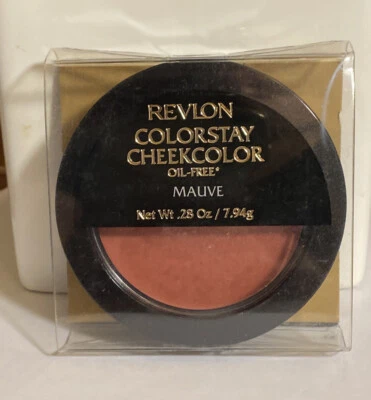 REVLON
COLORSTAY
CHEEKCOLOR
OIL-FREE*
MAUVE
Net Wt .28 Oz / 7.94g